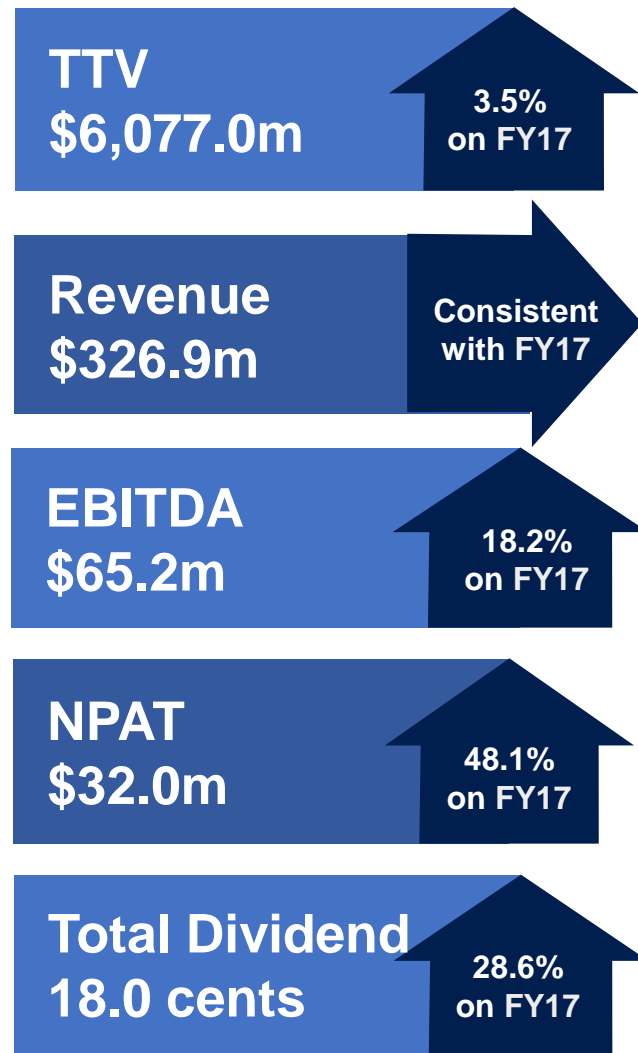 TTV
$6,077.0m
3.5%
on FY17
Revenue
$326.9m
Consistent
with FY17
EBITDA
$65.2m
18.2%
on FY17
NPAT
$32.0m
48.1%
on FY17
Total Dividend
18.0 cents
28.6%
on FY17